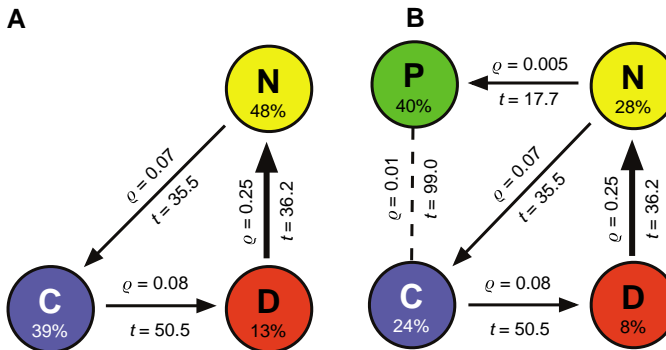 A
N
48%
ϱ = 0.07
t = 35.5
ϱ = 0.25
t = 36.2
C
39%
ϱ = 0.08
t = 50.5
D
13%
B
P
40%
ϱ = 0.005
t = 17.7
N
28%
ϱ = 0.01
t = 99.0
ϱ = 0.07
t = 35.5
ϱ = 0.25
t = 36.2
C
24%
ϱ = 0.08
t = 50.5
D
8%